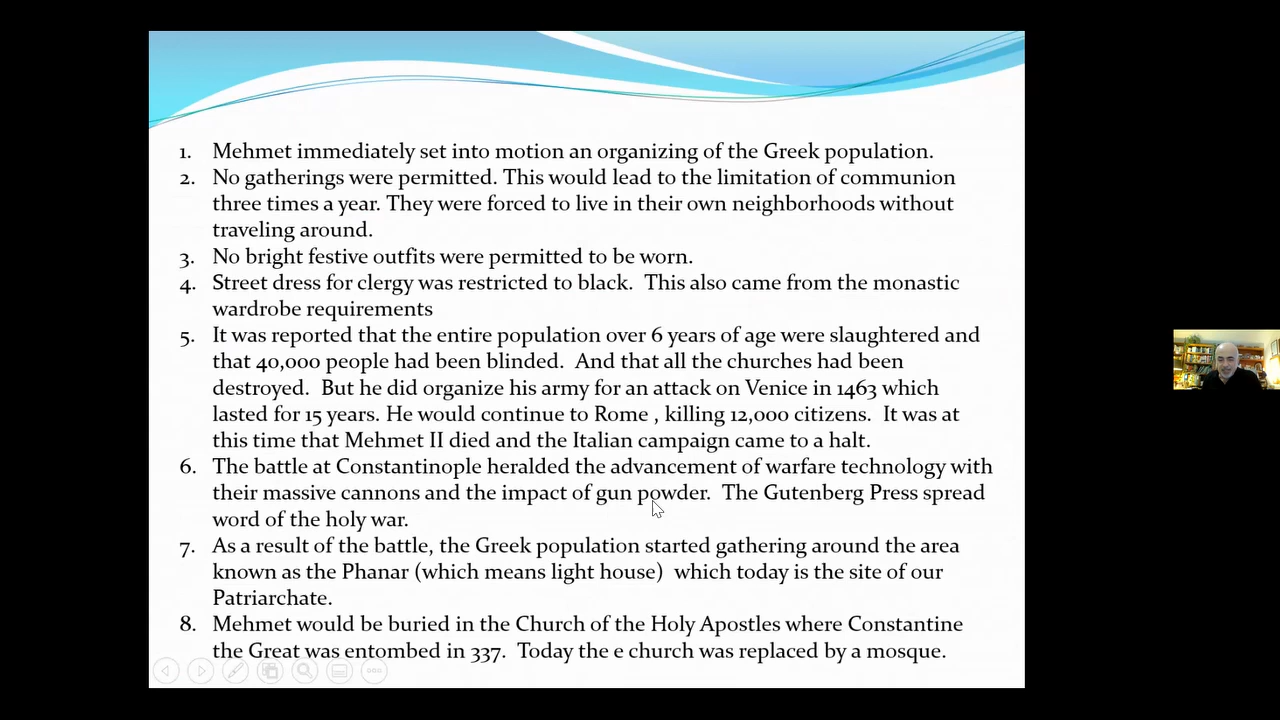 1. Mehmet immediately set into motion an organizing of the Greek population.
2. No gatherings were permitted. This would lead to the limitation of communion
three times a year. They were forced to live in their own neighborhoods without
traveling around.
3. No bright festive outfits were permitted to be worn.
4. Street dress for clergy was restricted to black.  This also came from the monastic
wardrobe requirements
5. It was reported that the entire population over 6 years of age were slaughtered and
that 40,000 people had been blinded.  And that all the churches had been
destroyed.  But he did organize his army for an attack on Venice in 1463 which
lasted for 15 years. He would continue to Rome , killing 12,000 citizens.  It was at
this time that Mehmet II died and the Italian campaign came to a halt.
6. The battle at Constantinople heralded the advancement of warfare technology with
their massive cannons and the impact of gun powder.  The Gutenberg Press spread
word of the holy war.
7. As a result of the battle, the Greek population started gathering around the area
known as the Phanar (which means light house)  which today is the site of our
Patriarchate.
8. Mehmet would be buried in the Church of the Holy Apostles where Constantine
the Great was entombed in 337.  Today the e church was replaced by a mosque.